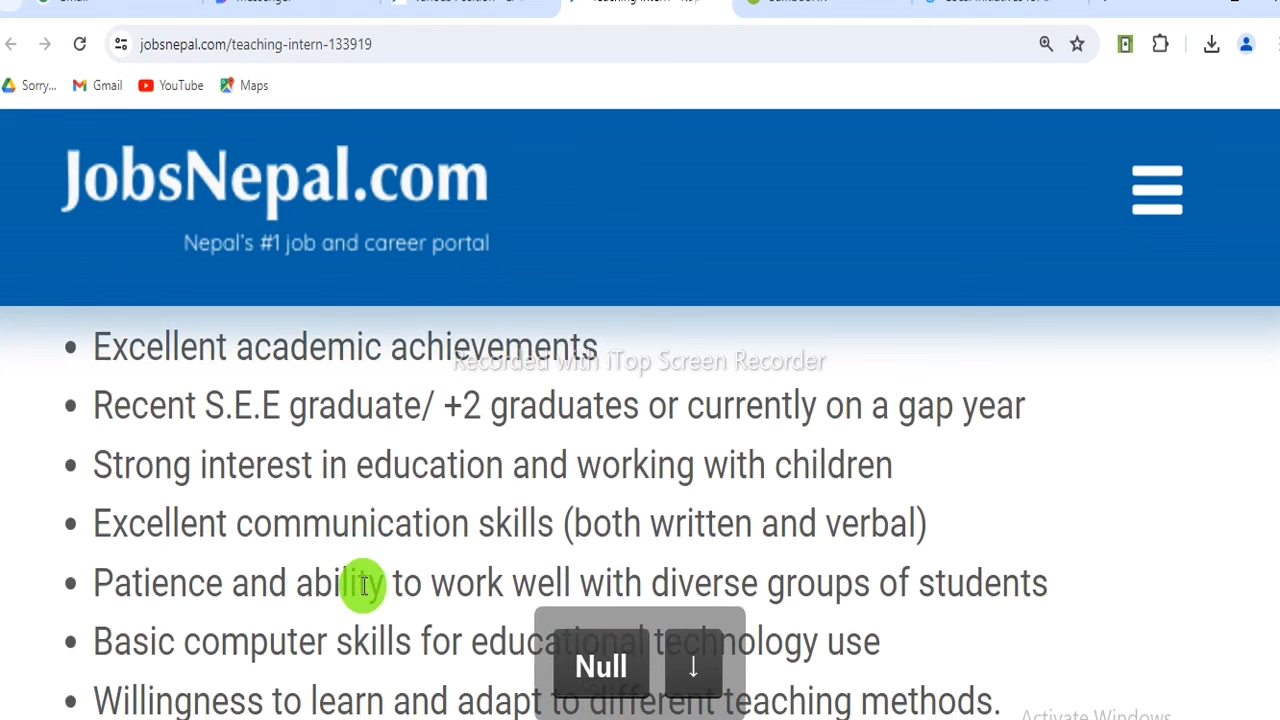 jobsnepal.com/teaching-intern-133919
Sorry... Gmail YouTube Maps
JobsNepal.com
Nepal's #1 job and career portal
• Excellent academic achievements
Recorded with iTop Screen Recorder
• Recent S.E.E graduate/ +2 graduates or currently on a gap year
• Strong interest in education and working with children
• Excellent communication skills (both written and verbal)
• Patience and ability to work well with diverse groups of students
• Basic computer skills for educational technology use
Null ↓
• Willingness to learn and adapt to different teaching methods.
Activate Windows